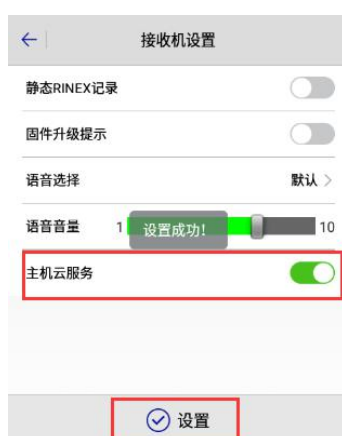 接收机设置
静态RINEX记录
固件升级提示
语音选择 默认 >
语音音量 1 设置成功! 10
主机云服务
设置